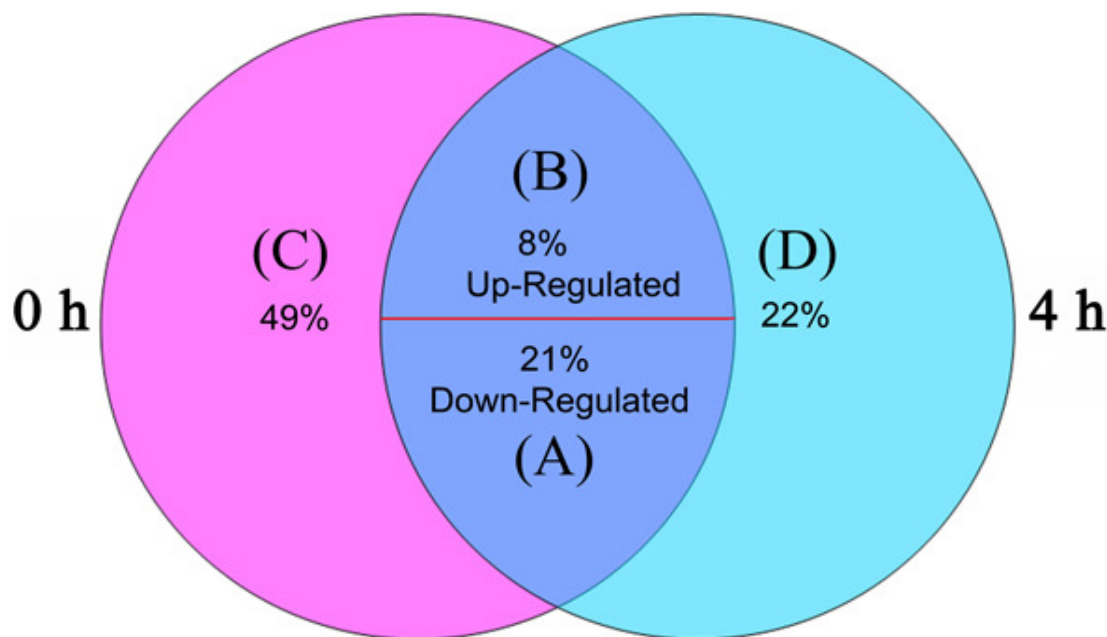 (B)
(C)
8%
(D)
Up-Regulated
0 h
49%
22%
4 h
21%
Down-Regulated
(A)